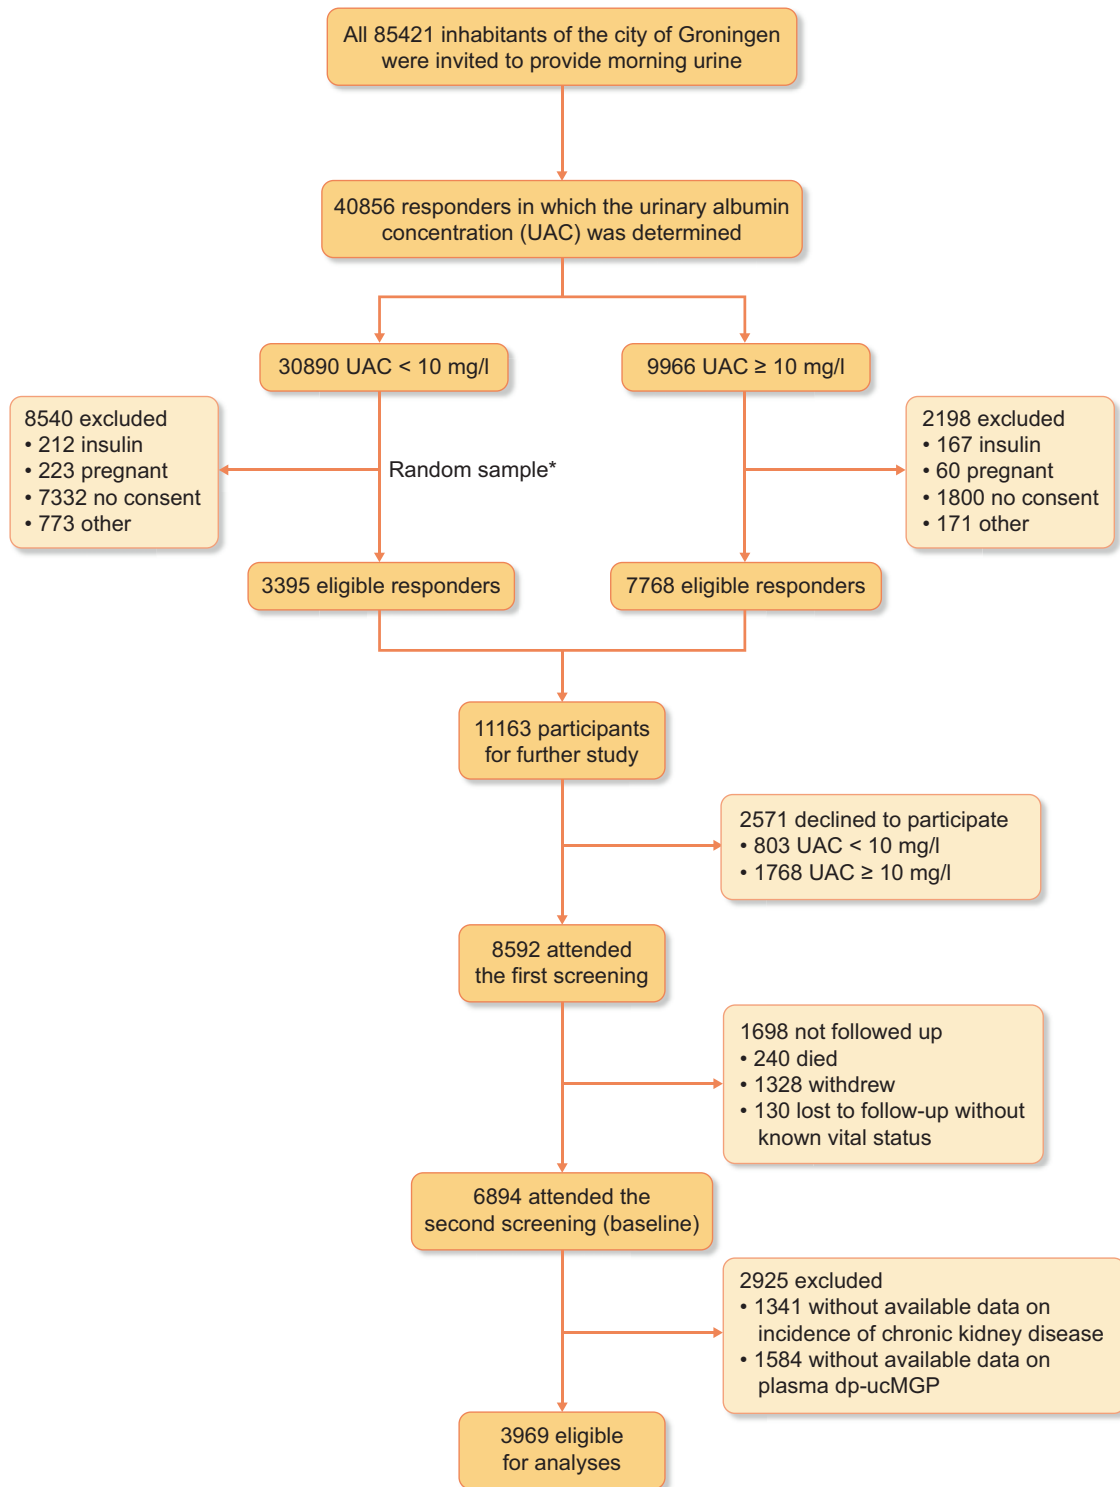 All 85421 inhabitants of the city of Groningen
were invited to provide morning urine
40856 responders in which the urinary albumin
concentration (UAC) was determined
30890 UAC < 10 mg/l
9966 UAC ≥ 10 mg/l
8540 excluded
• 212 insulin
• 223 pregnant
• 7332 no consent
• 773 other
Random sample*
2198 excluded
• 167 insulin
• 60 pregnant
• 1800 no consent
• 171 other
3395 eligible responders
7768 eligible responders
11163 participants
for further study
2571 declined to participate
• 803 UAC < 10 mg/l
• 1768 UAC ≥ 10 mg/l
8592 attended
the first screening
1698 not followed up
• 240 died
• 1328 withdrew
• 130 lost to follow-up without
known vital status
6894 attended the
second screening (baseline)
2925 excluded
• 1341 without available data on
incidence of chronic kidney disease
• 1584 without available data on
plasma dp-ucMGP
3969 eligible
for analyses